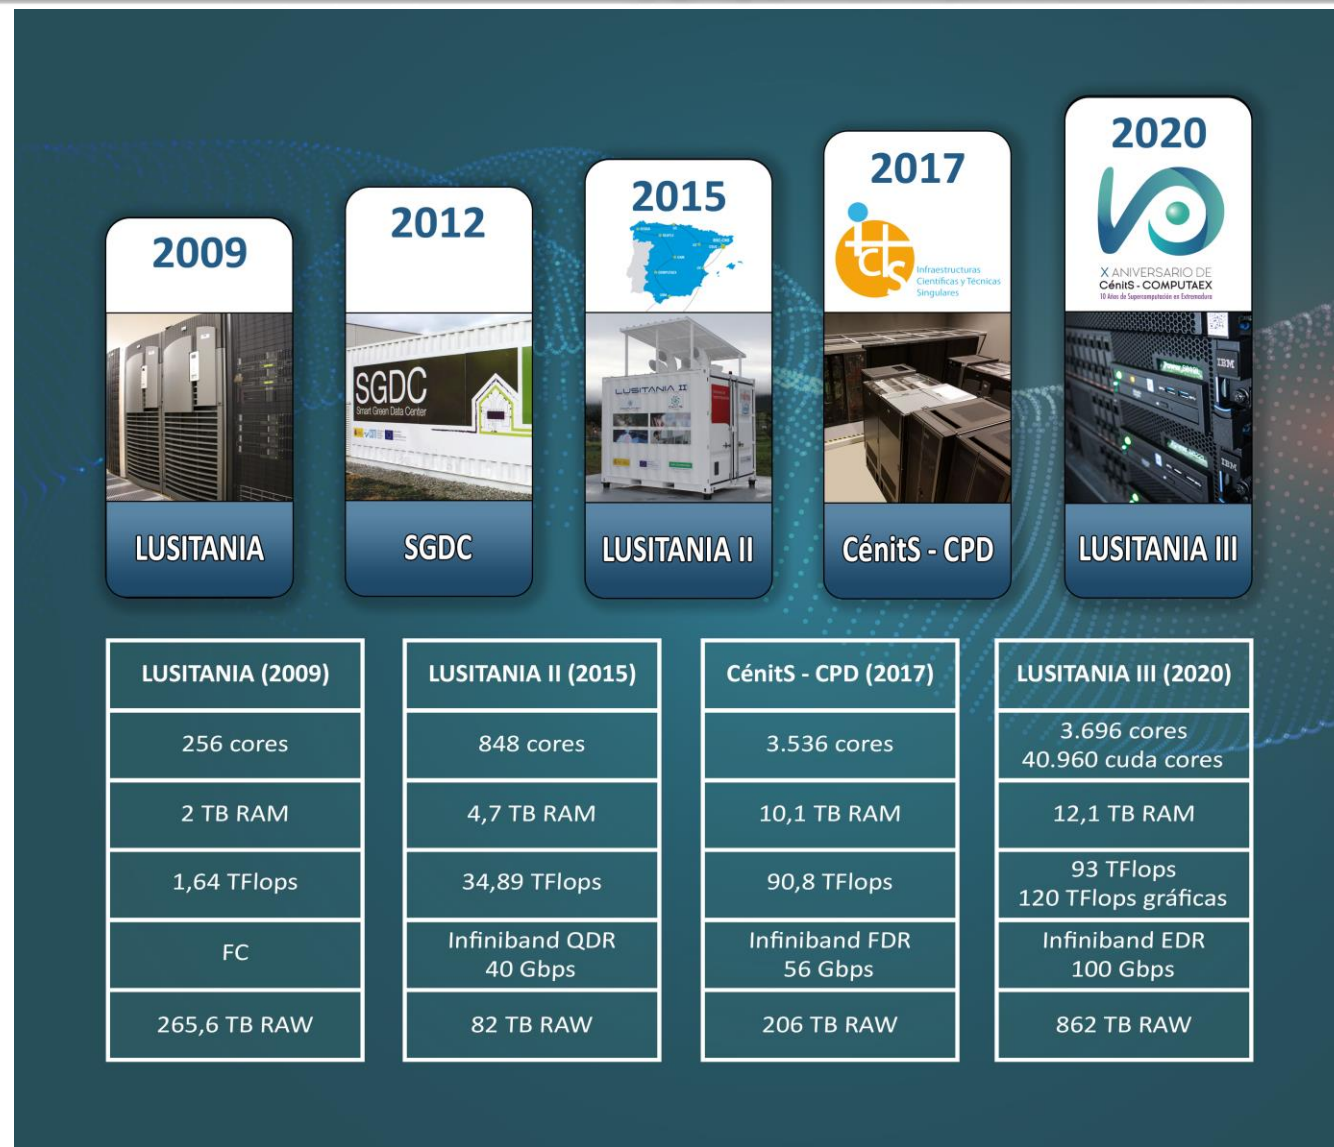 2009
LUSITANIA
2012
SGDC
Smart Green Data Center
SGDC
2015
LUSITANIA II
LUSITANIA II
2017
ICTS
Infraestructuras
Científicas y Técnicas
Singulares
CénitS - CPD
2020
X ANIVERSARIO DE
CénitS - COMPUTAEX
10 Años de Supercomputación en Extremadura
IBM
IBM
LUSITANIA III
LUSITANIA (2009)
256 cores
2 TB RAM
1,64 TFlops
FC
265,6 TB RAW
LUSITANIA II (2015)
848 cores
4,7 TB RAM
34,89 TFlops
Infiniband QDR
40 Gbps
82 TB RAW
CénitS - CPD (2017)
3.536 cores
10,1 TB RAM
90,8 TFlops
Infiniband FDR
56 Gbps
206 TB RAW
LUSITANIA III (2020)
3.696 cores
40.960 cuda cores
12,1 TB RAM
93 TFlops
120 TFlops gráficas
Infiniband EDR
100 Gbps
862 TB RAW